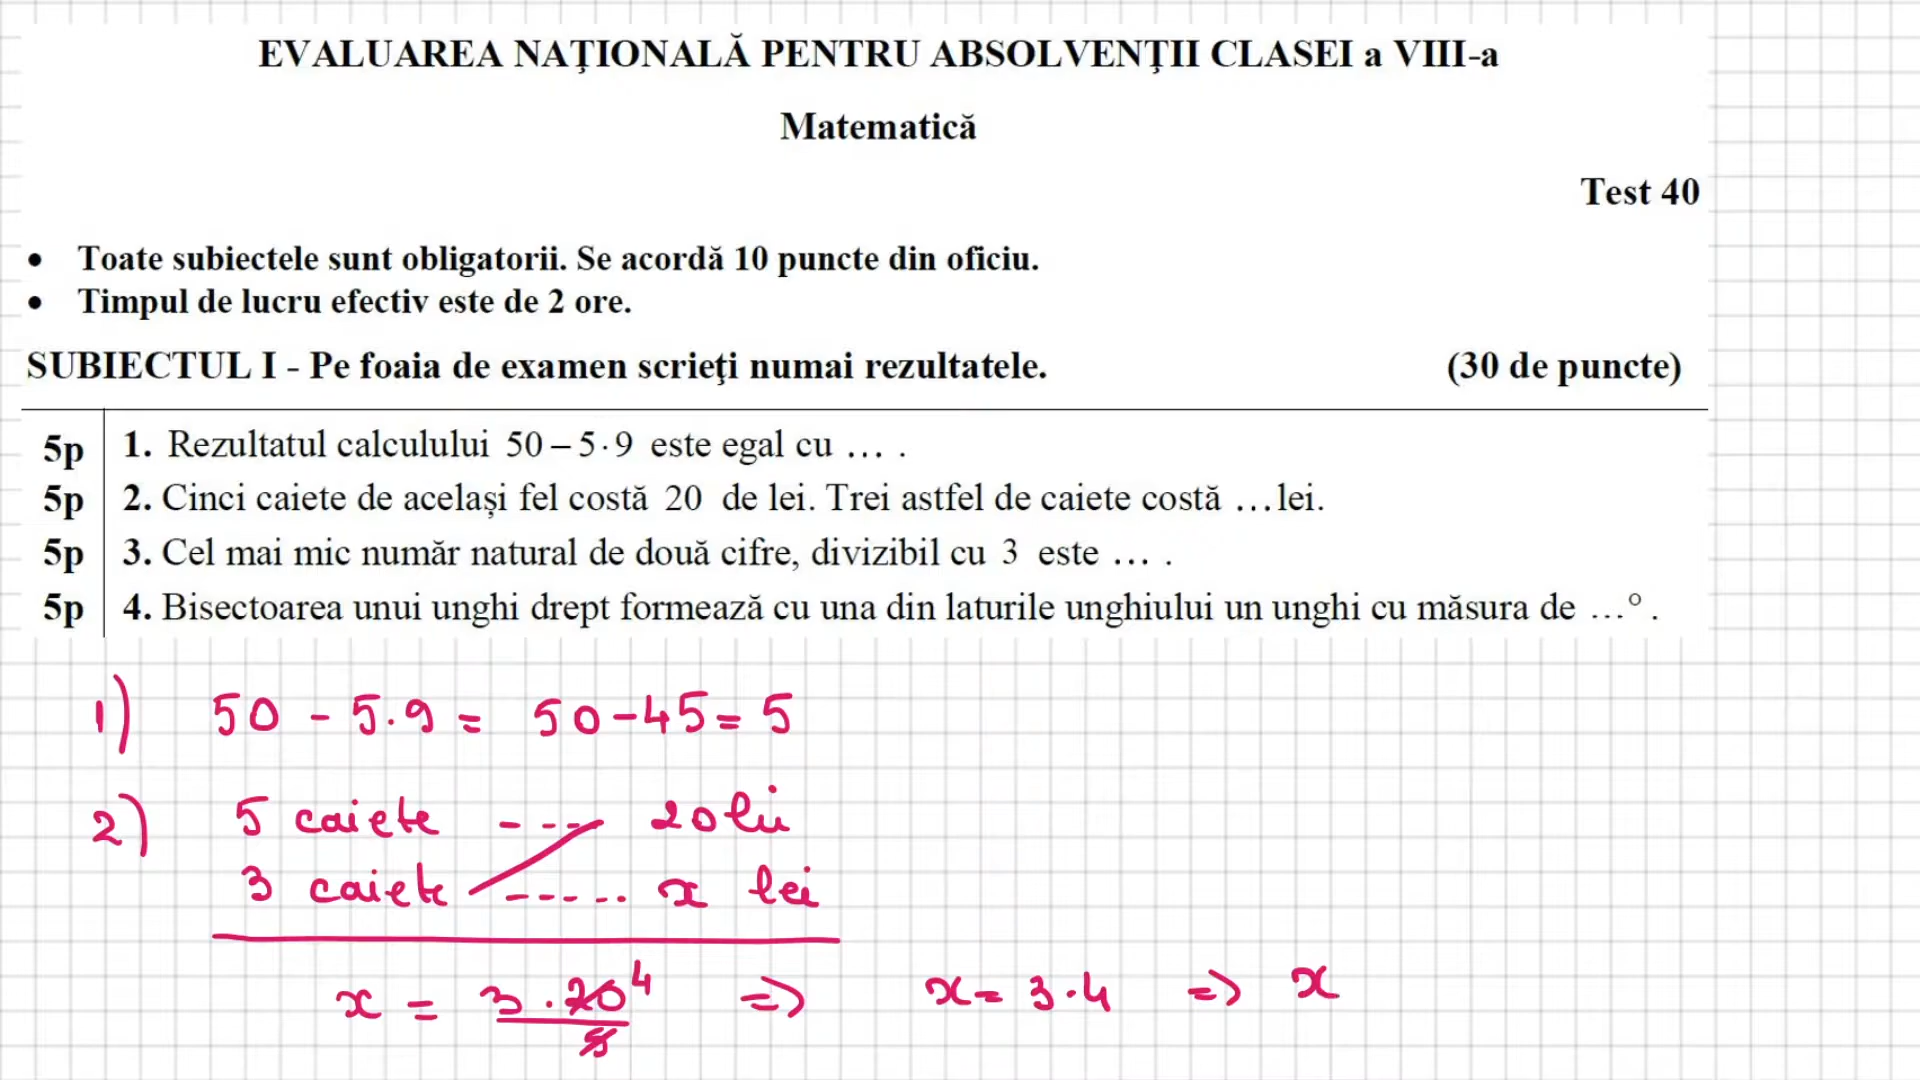 EVALUAREA NAŢIONALĂ PENTRU ABSOLVENŢII CLASEI a VIII-a
Matematică
Test 40
• Toate subiectele sunt obligatorii. Se acordă 10 puncte din oficiu.
• Timpul de lucru efectiv este de 2 ore.
SUBIECTUL I - Pe foaia de examen scrieţi numai rezultatele. (30 de puncte)
5p 1. Rezultatul calculului 50 – 5·9 este egal cu … .
5p 2. Cinci caiete de același fel costă 20 de lei. Trei astfel de caiete costă …lei.
5p 3. Cel mai mic număr natural de două cifre, divizibil cu 3 este … .
5p 4. Bisectoarea unui unghi drept formează cu una din laturile unghiului un unghi cu măsura de …° .
1) 50 - 5.9 = 50-45 = 5
2) 5 caiete ---- 20 lei
3 caiete ----- x lei
x = 3 . 20 4 => x = 3.4 => x
5